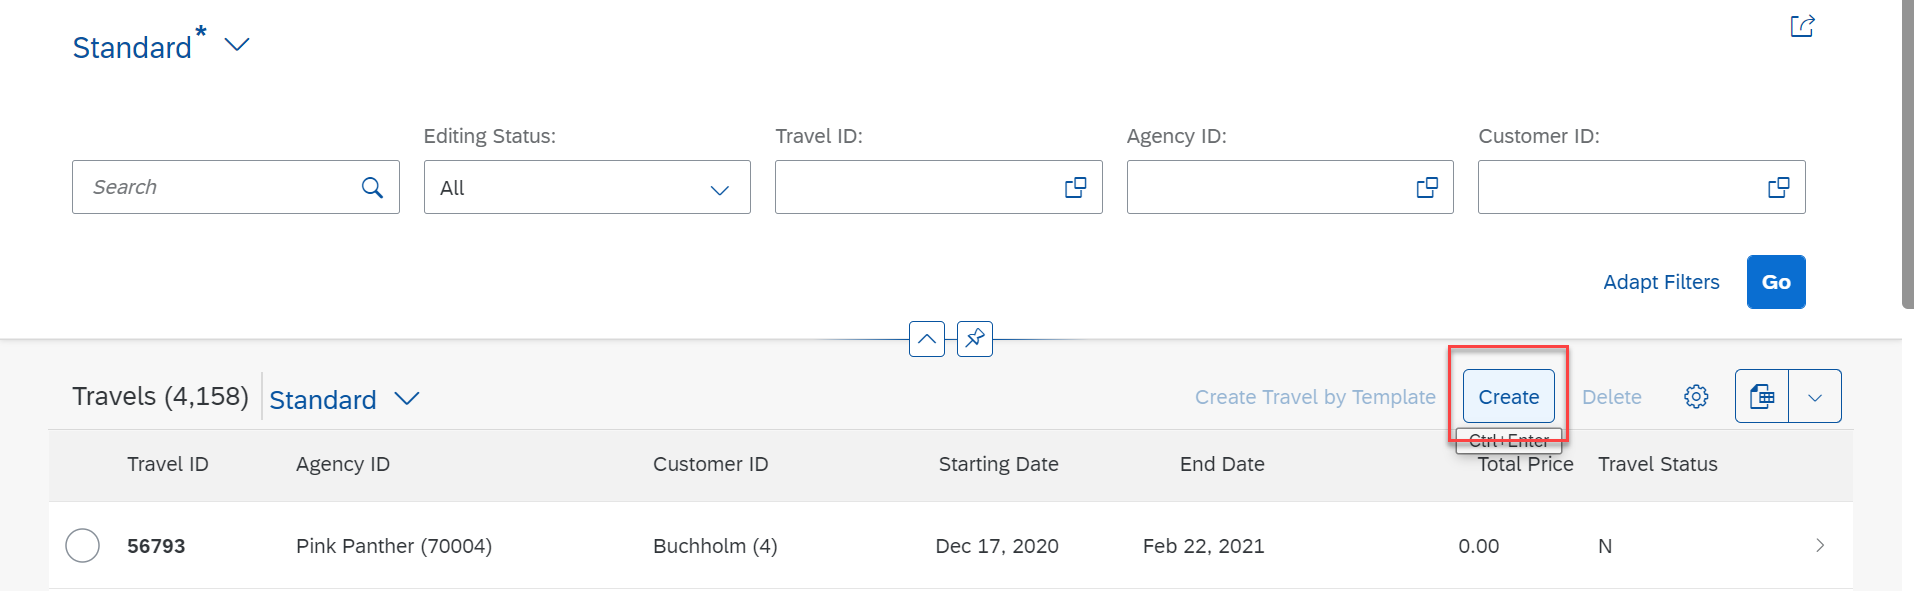 Standard*
Editing Status: Travel ID: Agency ID: Customer ID:
Search All
Adapt Filters Go
Travels (4,158) Standard Create Travel by Template Create Delete
Ctrl+Enter
Travel ID Agency ID Customer ID Starting Date End Date Total Price Travel Status
56793 Pink Panther (70004) Buchholm (4) Dec 17, 2020 Feb 22, 2021 0.00 N